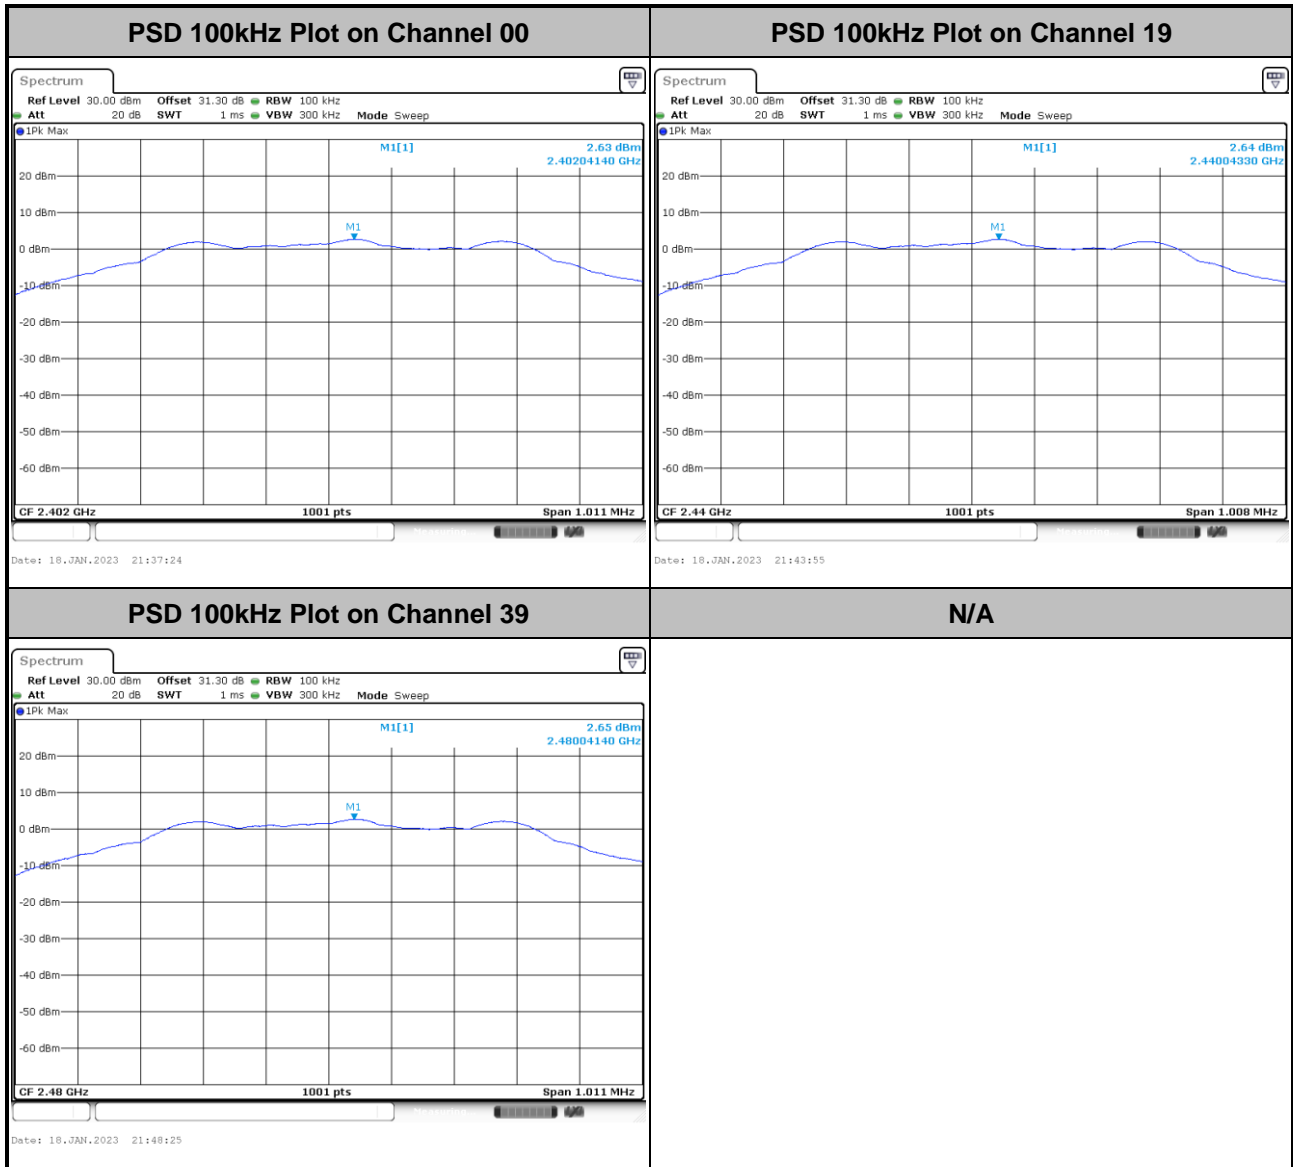 PSD 100kHz Plot on Channel 00
Spectrum
Ref Level 30.00 dBm Offset 31.30 dB RBW 100 kHz
Att 20 dB SWT 1 ms VBW 300 kHz Mode Sweep
1Pk Max
M1[1] 2.63 dBm
2.40204140 GHz
20 dBm
10 dBm
M1
0 dBm
-10 dBm
-20 dBm
-30 dBm
-40 dBm
-50 dBm
-60 dBm
CF 2.402 GHz 1001 pts Span 1.011 MHz
Measuring...
Date: 18.JAN.2023 21:37:24
PSD 100kHz Plot on Channel 19
Spectrum
Ref Level 30.00 dBm Offset 31.30 dB RBW 100 kHz
Att 20 dB SWT 1 ms VBW 300 kHz Mode Sweep
1Pk Max
M1[1] 2.64 dBm
2.44004330 GHz
20 dBm
10 dBm
M1
0 dBm
-10 dBm
-20 dBm
-30 dBm
-40 dBm
-50 dBm
-60 dBm
CF 2.44 GHz 1001 pts Span 1.008 MHz
Measuring...
Date: 18.JAN.2023 21:43:55
PSD 100kHz Plot on Channel 39
Spectrum
Ref Level 30.00 dBm Offset 31.30 dB RBW 100 kHz
Att 20 dB SWT 1 ms VBW 300 kHz Mode Sweep
1Pk Max
M1[1] 2.65 dBm
2.48004140 GHz
20 dBm
10 dBm
M1
0 dBm
-10 dBm
-20 dBm
-30 dBm
-40 dBm
-50 dBm
-60 dBm
CF 2.48 GHz 1001 pts Span 1.011 MHz
Measuring...
Date: 18.JAN.2023 21:48:25
N/A